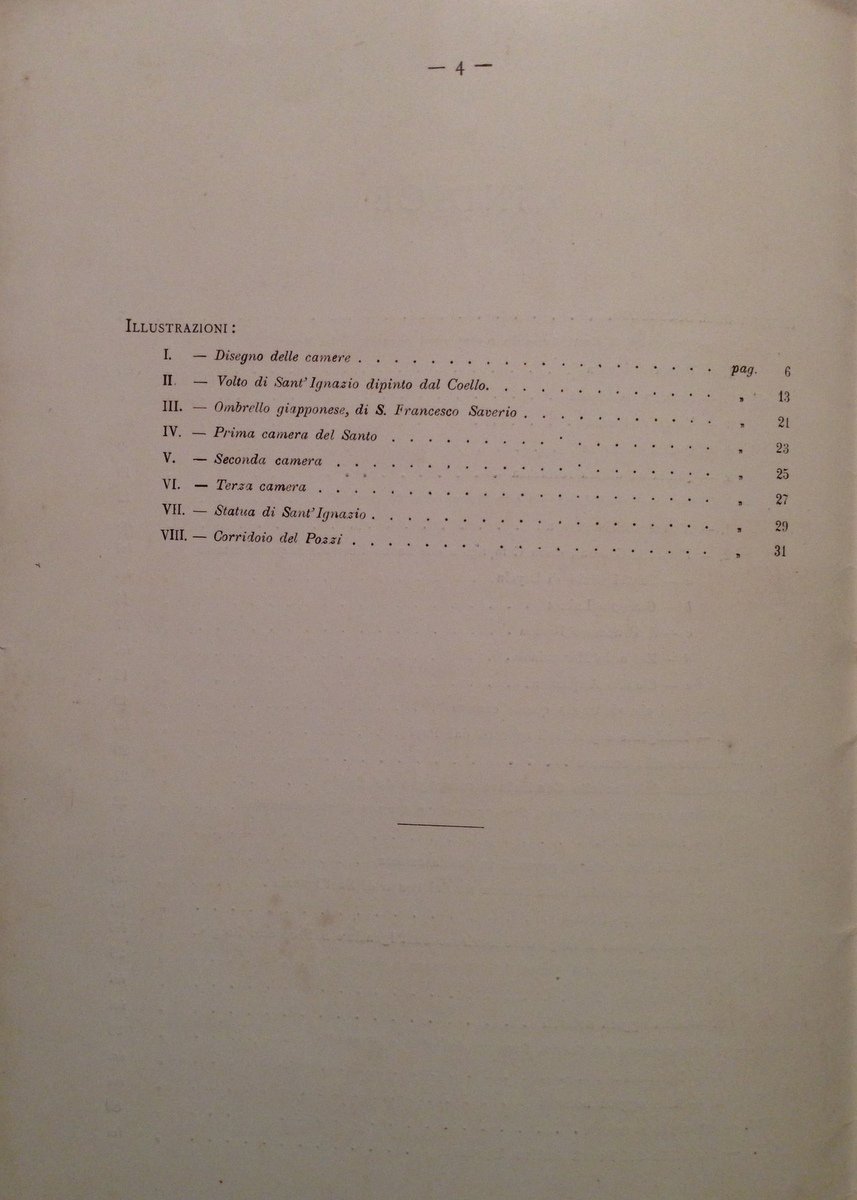 — 4 —
ILLUSTRAZIONI:
I. — Disegno delle camere . . . . . . . . . . . . . . . . . . pag. 6
II — Volto di Sant'Ignazio dipinto dal Coello. . . . . . . . . . . . „ 13
III. — Ombrello giapponese, di S. Francesco Saverio . . . . . . . . . . . „ 21
IV. — Prima camera del Santo . . . . . . . . . . . . . . . . „ 23
V. — Seconda camera . . . . . . . . . . . . . . . . . . „ 25
VI. — Terza camera . . . . . . . . . . . . . . . . . . . „ 27
VII. — Statua di Sant'Ignazio . . . . . . . . . . . . . . . . . „ 29
VIII. — Corridoio del Pozzi . . . . . . . . . . . . . . . . . . „ 31